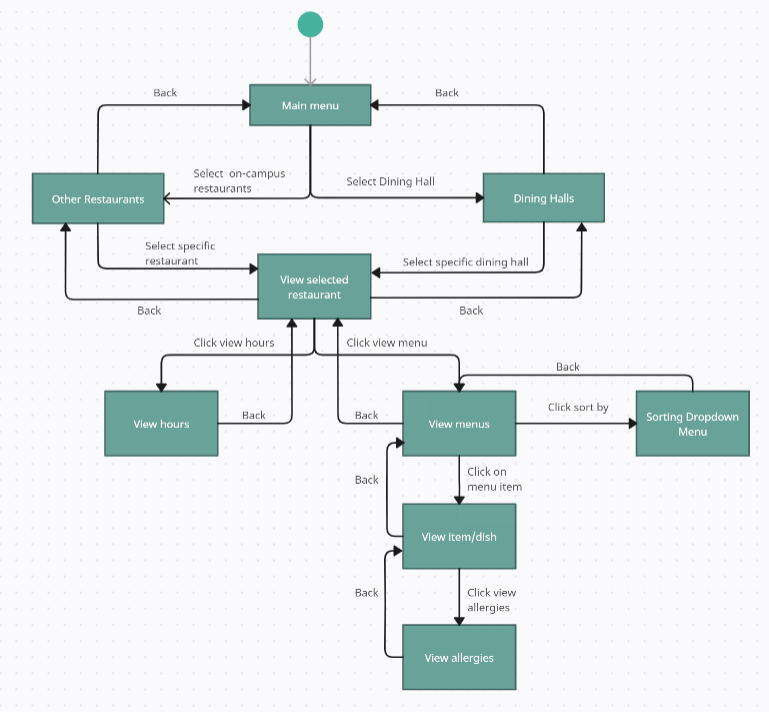 Back
Back
Main menu
Select on-campus
restaurants
Select Dining Hall
Other Restaurants
Dining Halls
Select specific
restaurant
Select specific dining hall
View selected
restaurant
Back
Back
Click view hours
Click view menu
Back
View hours
Back
Back
View menus
Click sort by
Sorting Dropdown
Menu
Back
Click on
menu item
View item/dish
Back
Click view
allergies
View allergies